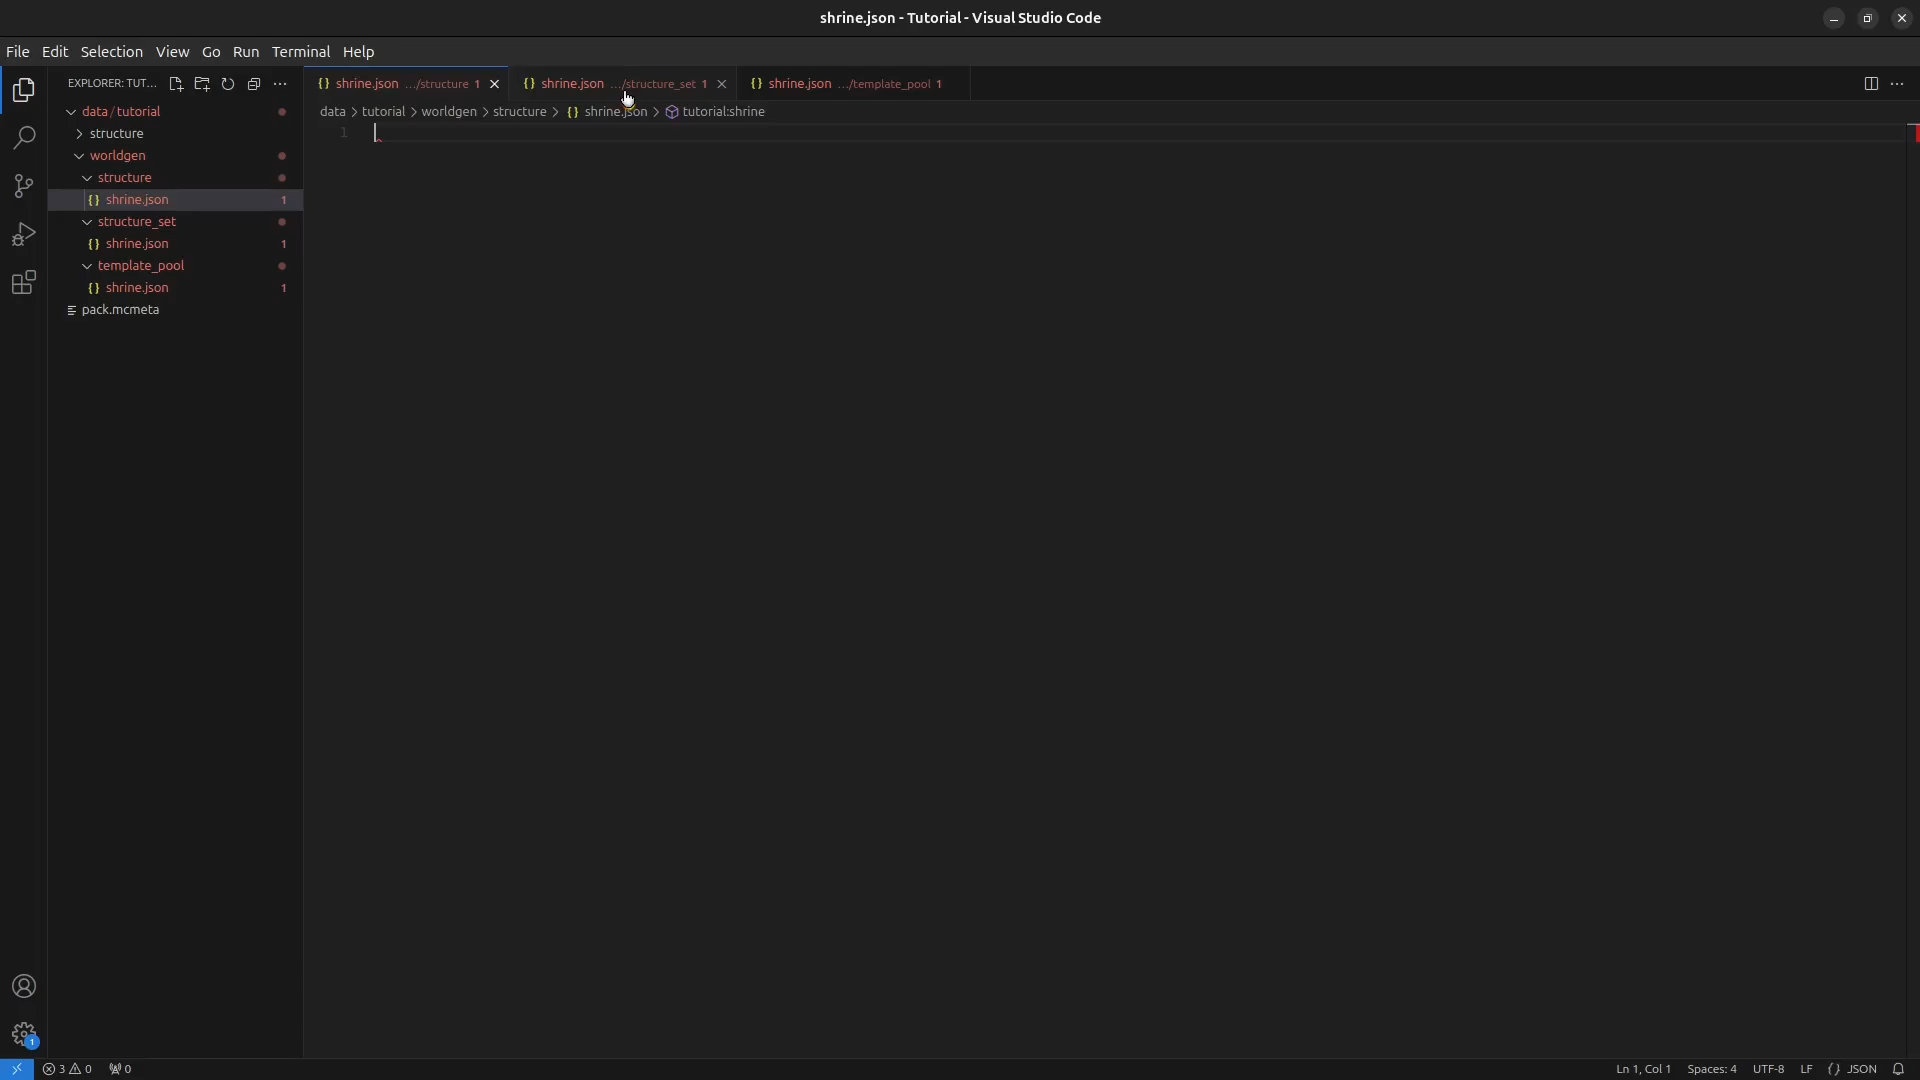 shrine.json - Tutorial - Visual Studio Code
File Edit Selection View Go Run Terminal Help
EXPLORER: TUT...
data / tutorial
structure
worldgen
structure
shrine.json 1
structure_set
shrine.json 1
template_pool
shrine.json 1
pack.mcmeta
shrine.json .../structure 1
shrine.json .../structure_set 1
shrine.json .../template_pool 1
data > tutorial > worldgen > structure > {} shrine.json > tutorial:shrine
1
1
3 0 0
Ln 1, Col 1 Spaces: 4 UTF-8 LF {} JSON